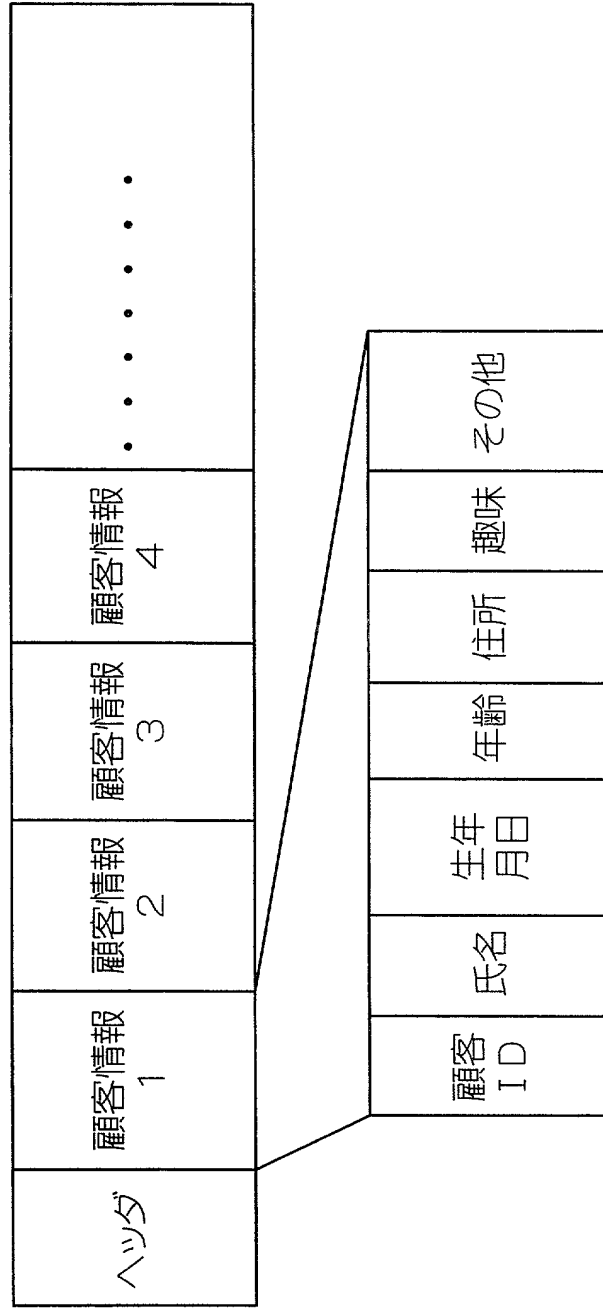 ヘッダ
顧客情報
1
顧客情報
2
顧客情報
3
顧客情報
4
・・・・・・・
顧客
ID
氏名
生年
月日
年齢
住所
趣味
その他